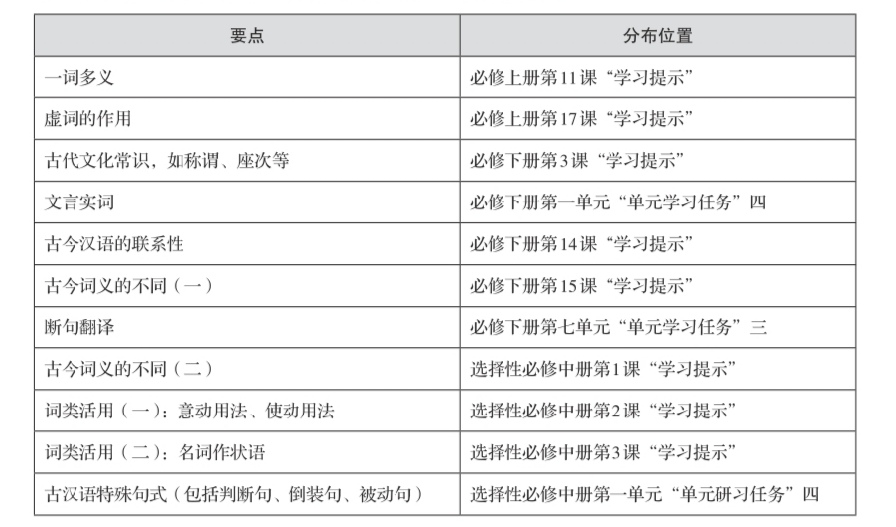 要点 分布位置
一词多义 必修上册第11课“学习提示”
虚词的作用 必修上册第17课“学习提示”
古代文化常识，如称谓、座次等 必修下册第3课“学习提示”
文言实词 必修下册第一单元“单元学习任务”四
古今汉语的联系性 必修下册第14课“学习提示”
古今词义的不同（一） 必修下册第15课“学习提示”
断句翻译 必修下册第七单元“单元学习任务”三
古今词义的不同（二） 选择性必修中册第1课“学习提示”
词类活用（一）：意动用法、使动用法 选择性必修中册第2课“学习提示”
词类活用（二）：名词作状语 选择性必修中册第3课“学习提示”
古汉语特殊句式（包括判断句、倒装句、被动句） 选择性必修中册第一单元“单元研习任务”四